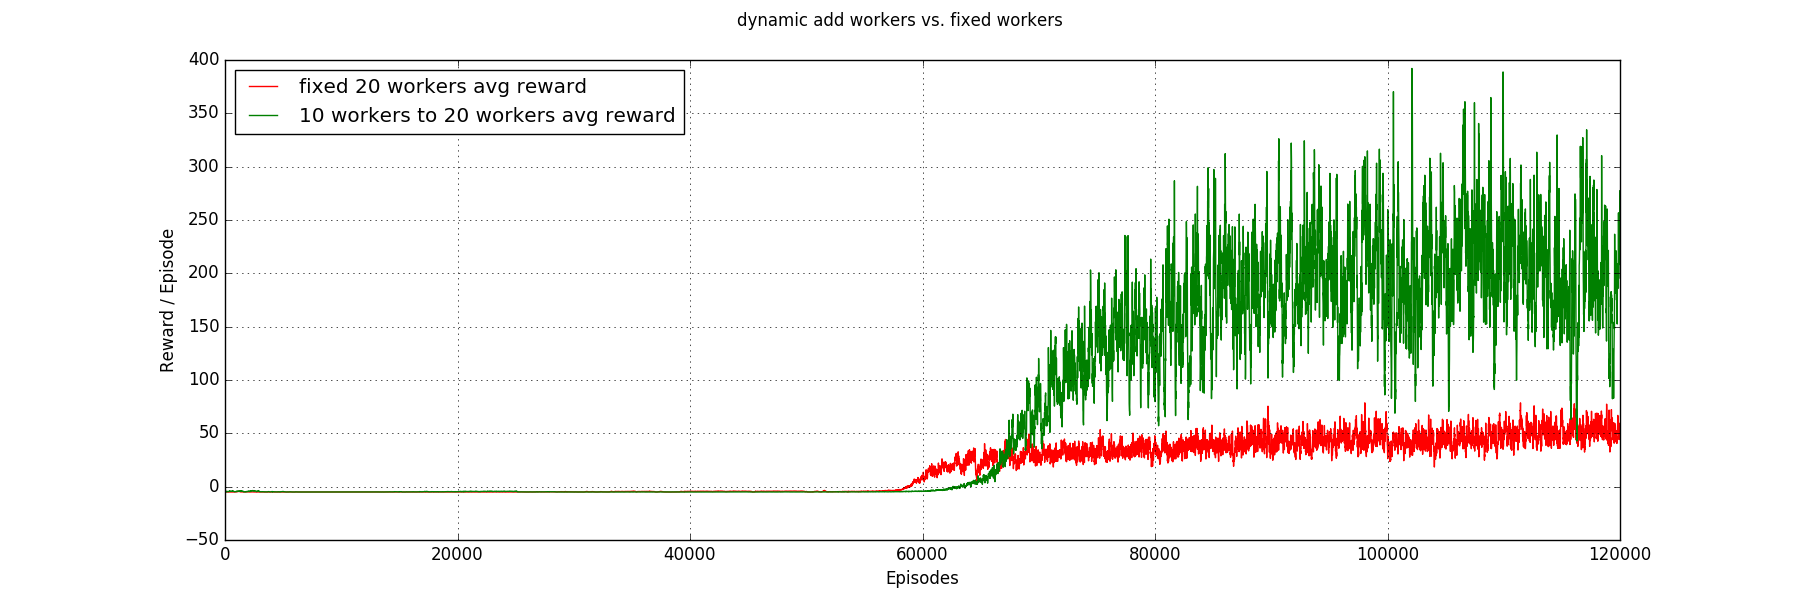 dynamic add workers vs. fixed workers
fixed 20 workers avg reward
10 workers to 20 workers avg reward
400
350
300
250
200
150
100
50
0
−50
Reward / Episode
0 20000 40000 60000 80000 100000 120000
Episodes